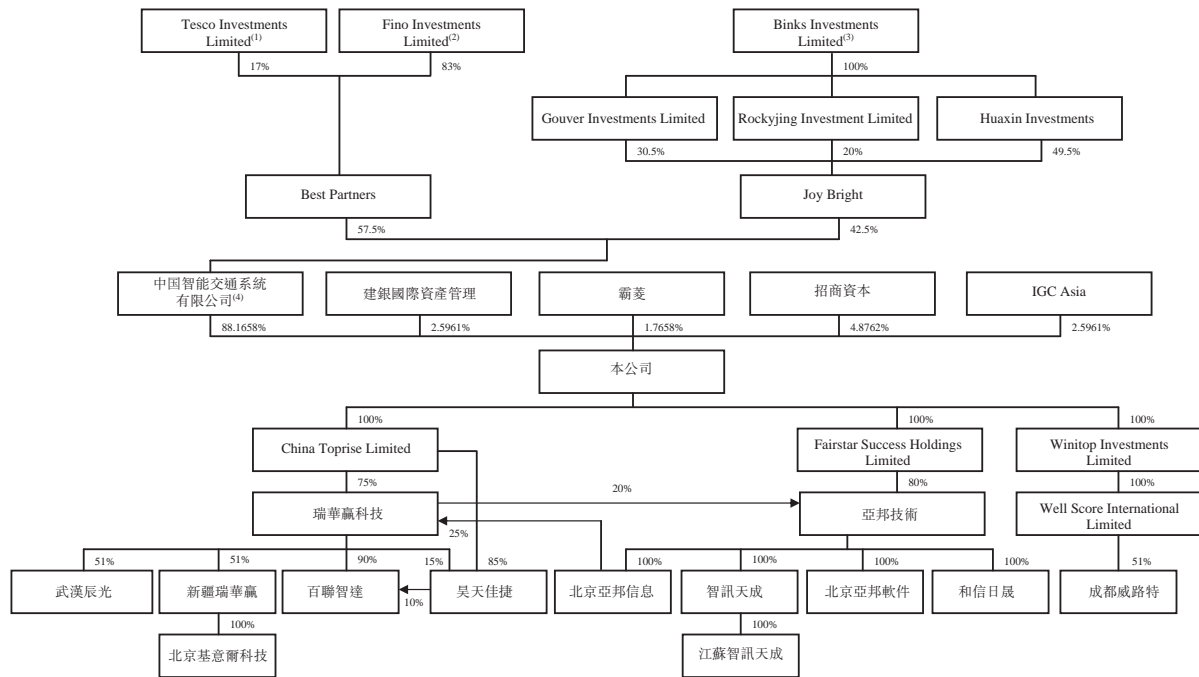 Tesco Investments
Limited(1)
Fino Investments
Limited(2)
Binks Investments
Limited(3)
17%
83%
100%
Gouver Investments Limited
Rockyjing Investment Limited
Huaxin Investments
30.5%
20%
49.5%
Best Partners
Joy Bright
57.5%
42.5%
中国智能交通系統
有限公司(4)
建銀國際資產管理
霸菱
招商資本
IGC Asia
88.1658%
2.5961%
1.7658%
4.8762%
2.5961%
本公司
100%
100%
100%
China Toprise Limited
Fairstar Success Holdings
Limited
Winitop Investments
Limited
75%
20%
80%
100%
瑞華贏科技
亞邦技術
Well Score International
Limited
25%
51%
51%
90%
15%
85%
100%
100%
100%
100%
51%
武漢辰光
新疆瑞華贏
百聯智達
10%
昊天佳捷
北京亞邦信息
智訊天成
北京亞邦軟件
和信日晟
成都威路特
100%
100%
北京基意爾科技
江蘇智訊天成